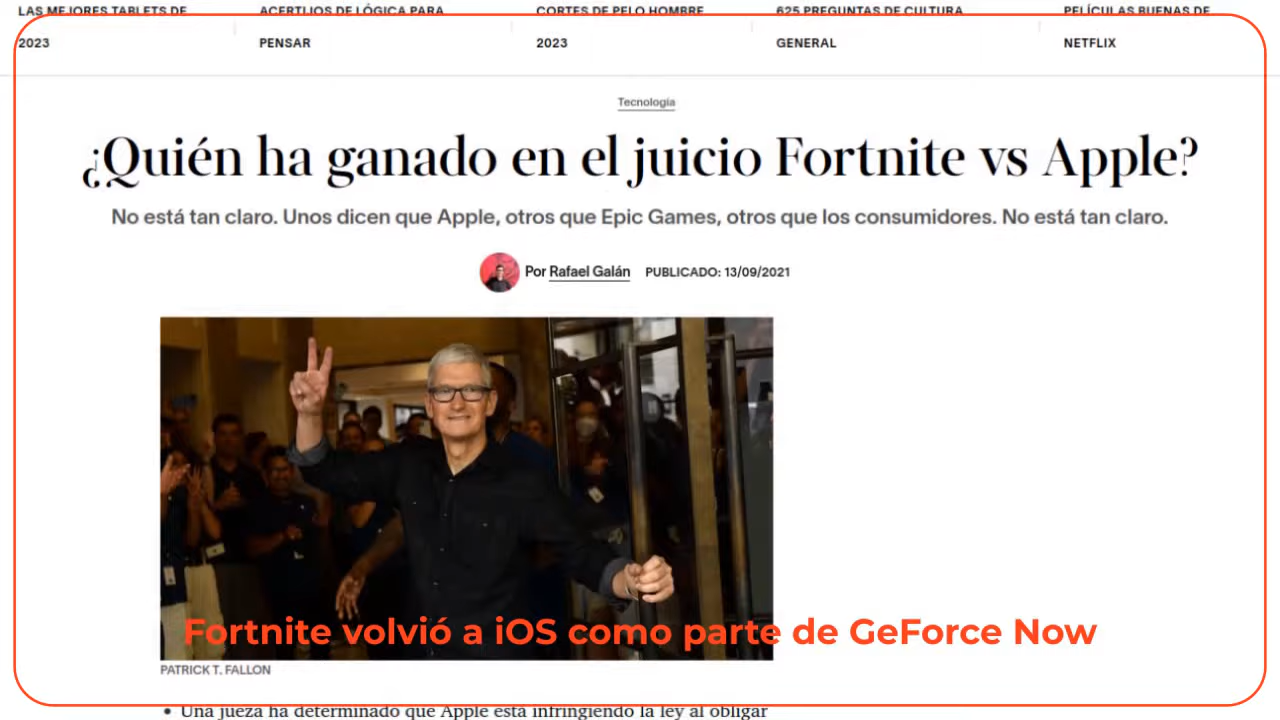 LAS MEJORES TABLETS DE
2023
ACERTIJOS DE LÓGICA PARA
PENSAR
CORTES DE PELO HOMBRE
2023
625 PREGUNTAS DE CULTURA
GENERAL
PELÍCULAS BUENAS DE
NETFLIX
Tecnología
¿Quién ha ganado en el juicio Fortnite vs Apple?
No está tan claro. Unos dicen que Apple, otros que Epic Games, otros que los consumidores. No está tan claro.
Por Rafael Galán PUBLICADO: 13/09/2021
Fortnite volvió a iOS como parte de GeForce Now
PATRICK T. FALLON
• Una jueza ha determinado que Apple está infringiendo la ley al obligar